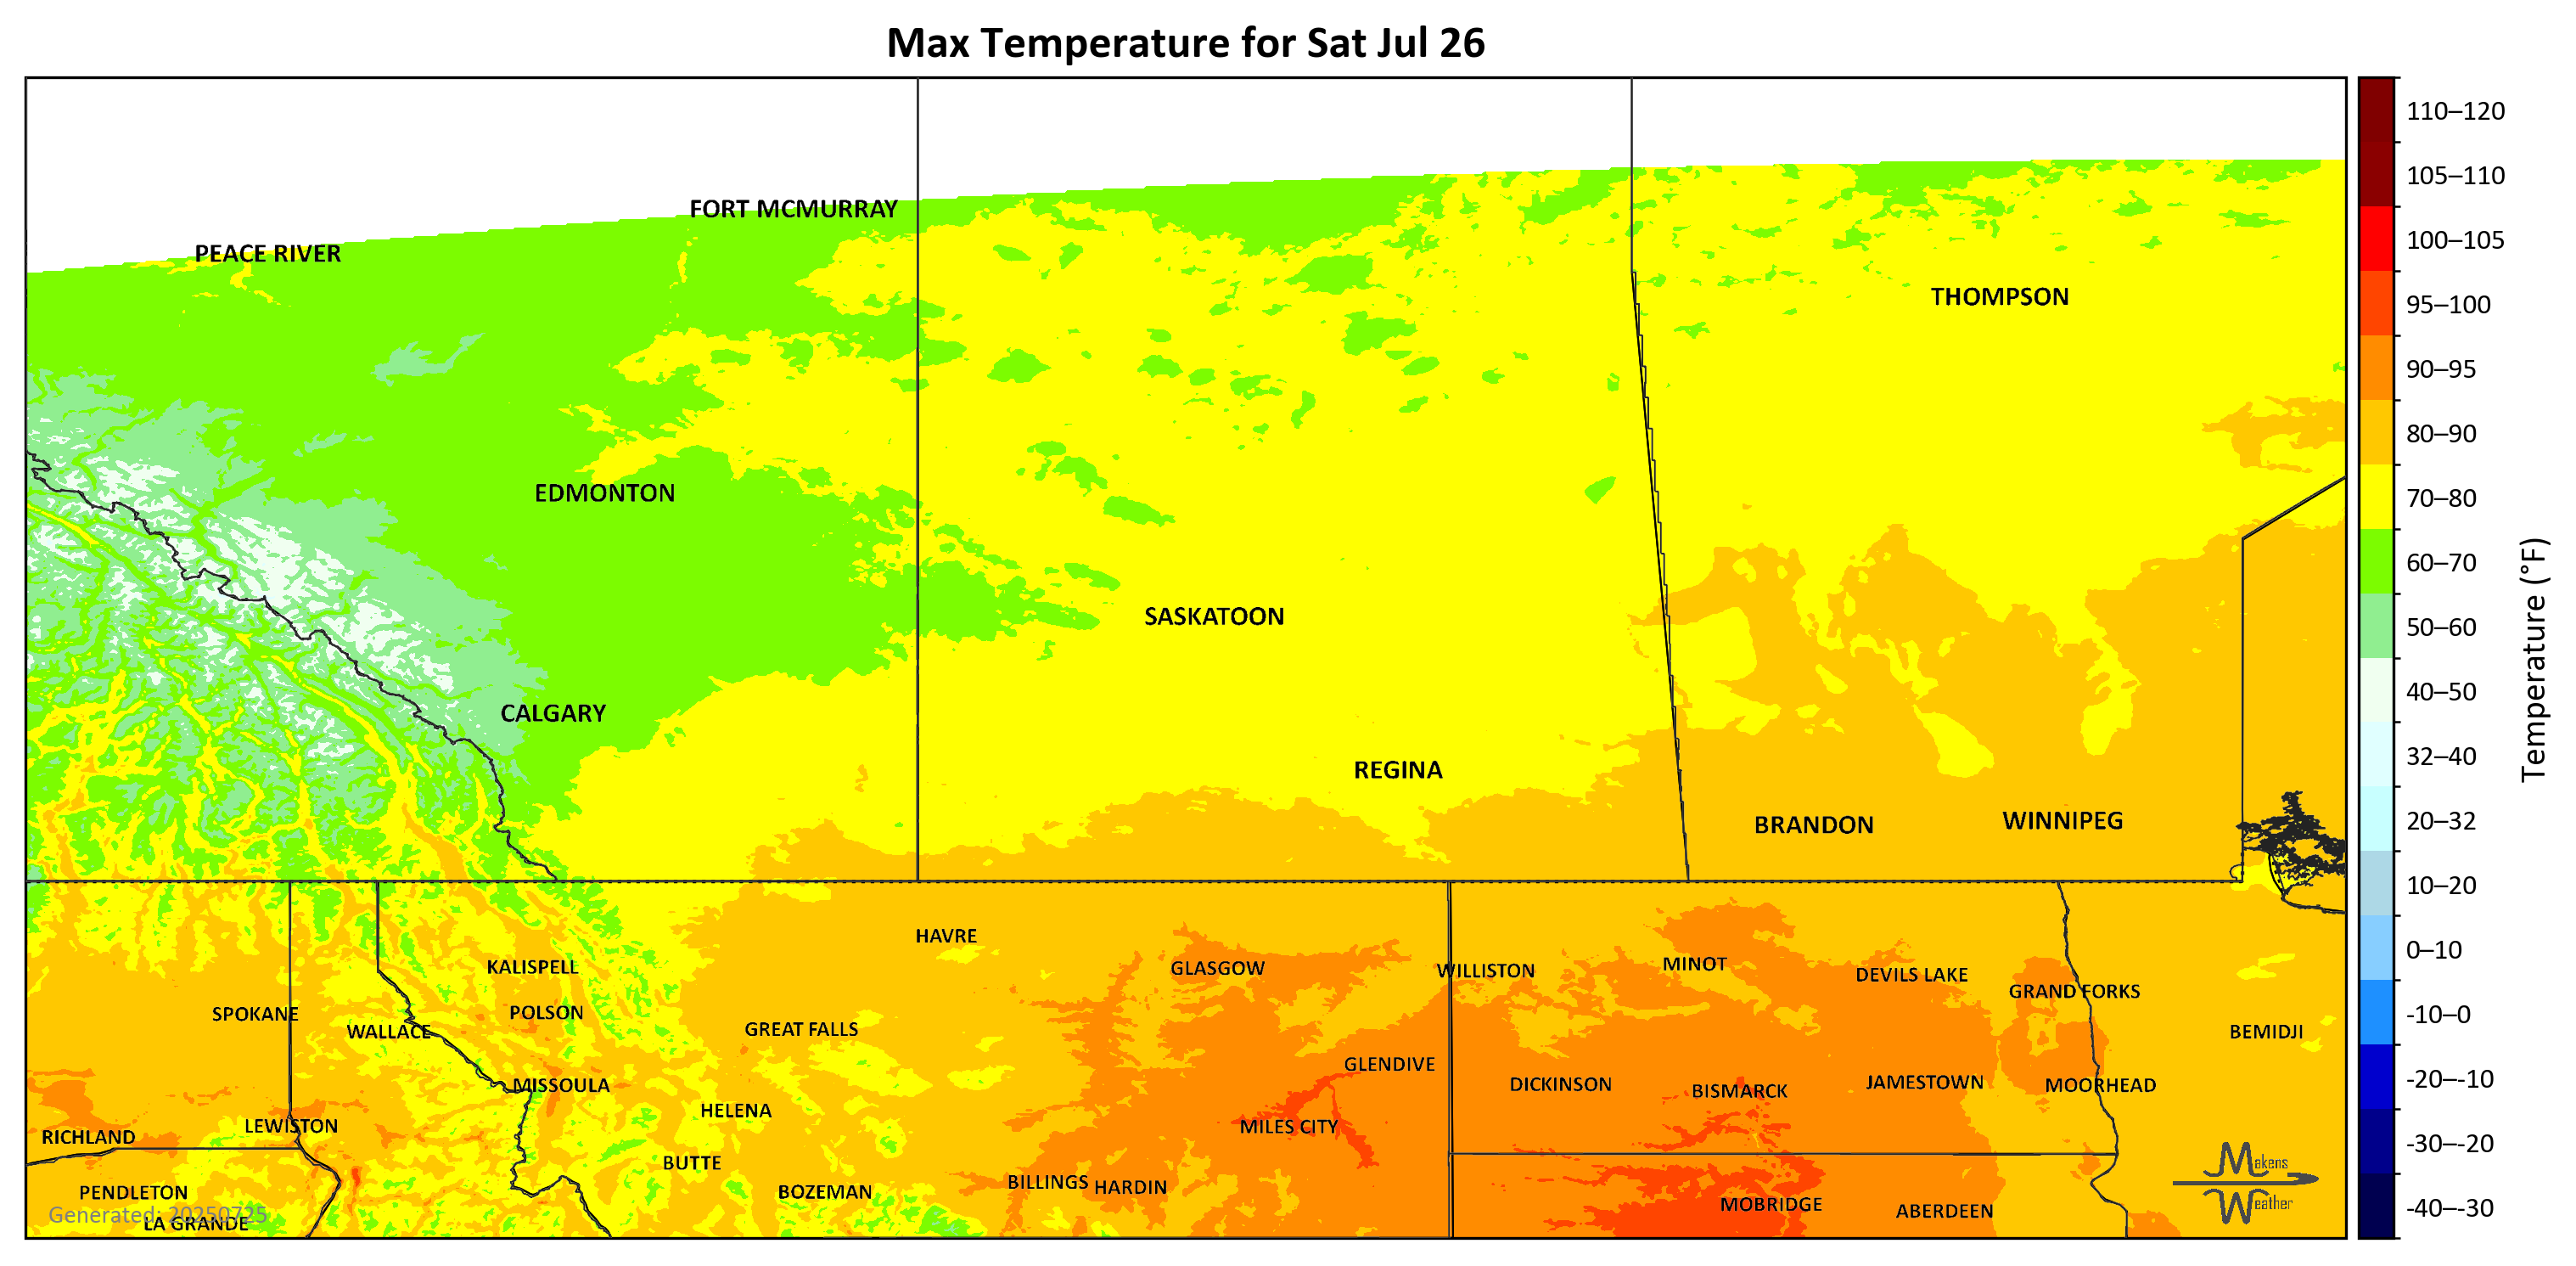 Max Temperature for Sat Jul 26
FORT MCMURRAY
PEACE RIVER
THOMPSON
EDMONTON
SASKATOON
CALGARY
REGINA
BRANDON
WINNIPEG
HAVRE
KALISPELL
GLASGOW
WILLISTON
MINOT
DEVILS LAKE
GRAND FORKS
SPOKANE
POLSON
WALLACE
GREAT FALLS
BEMIDJI
GLENDIVE
MISSOULA
DICKINSON
BISMARCK
JAMESTOWN
MOORHEAD
HELENA
LEWISTON
MILES CITY
RICHLAND
BUTTE
PENDLETON
BOZEMAN
BILLINGS
HARDIN
MOBRIDGE
ABERDEEN
Generated: 20250725
LA GRANDE
Makens
Weather
110–120
105–110
100–105
95–100
90–95
80–90
70–80
60–70
50–60
40–50
32–40
20–32
10–20
0–10
-10–0
-20–-10
-30–-20
-40–-30
Temperature (°F)